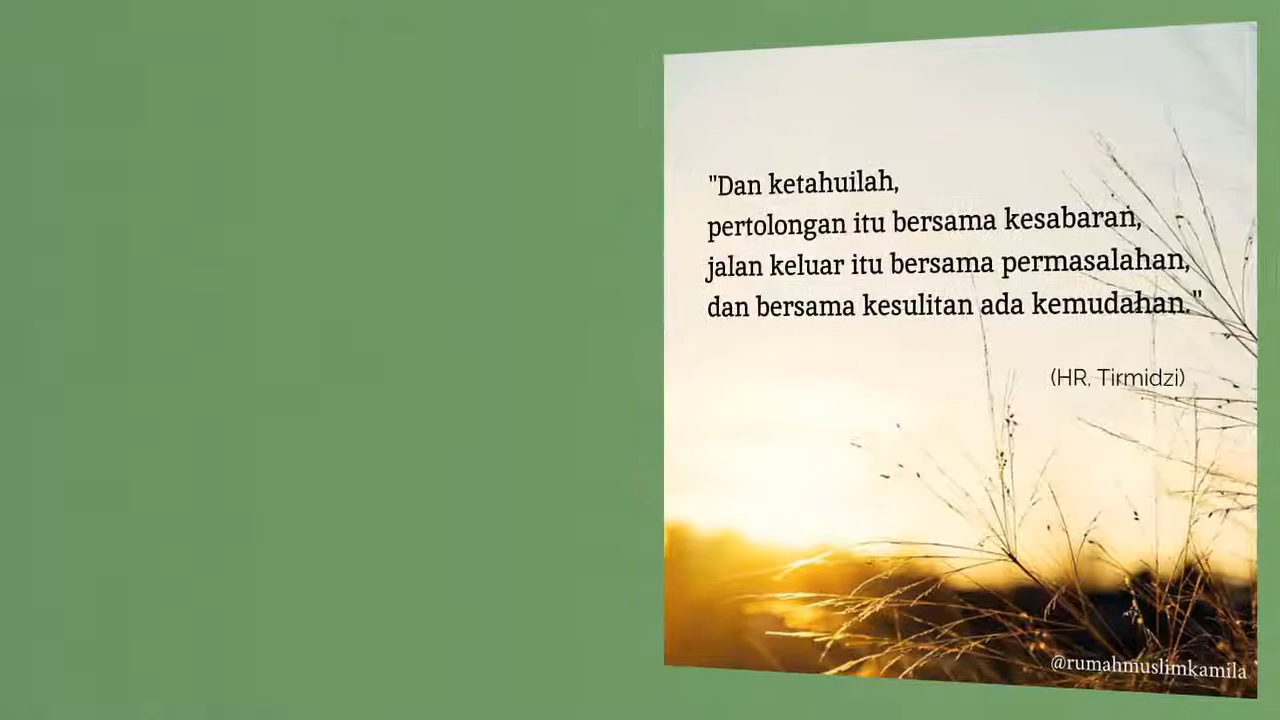 "Dan ketahuilah,
pertolongan itu bersama kesabaran,
jalan keluar itu bersama permasalahan,
dan bersama kesulitan ada kemudahan."
(HR. Tirmidzi)
@rumahmuslimkamila